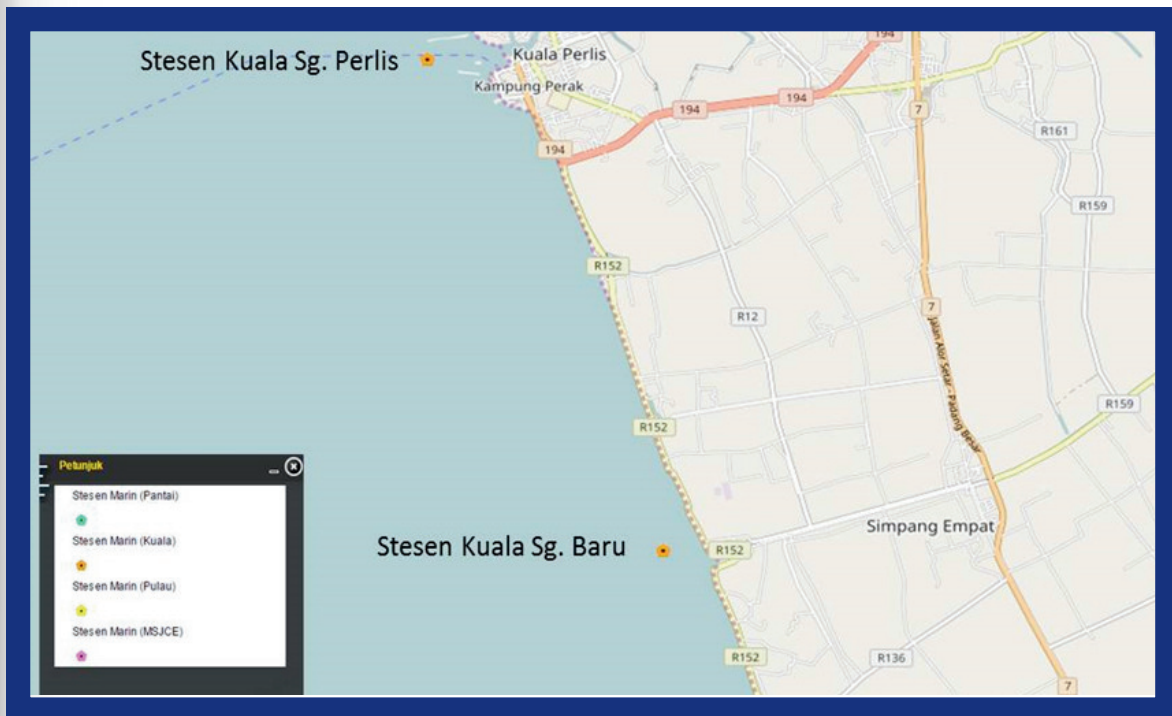 194
Stesen Kuala Sg. Perlis
Kuala Perlis
Kampung Perak
194
194
7
R161
194
R159
R152
R12
7
Jalan Alor Setar - Padang Besar
R159
R152
Petunjuk
Stesen Marin (Pantai)
Stesen Marin (Kuala)
Stesen Marin (Pulau)
Stesen Marin (MSJCE)
Simpang Empat
Stesen Kuala Sg. Baru
R152
R152
R136
7